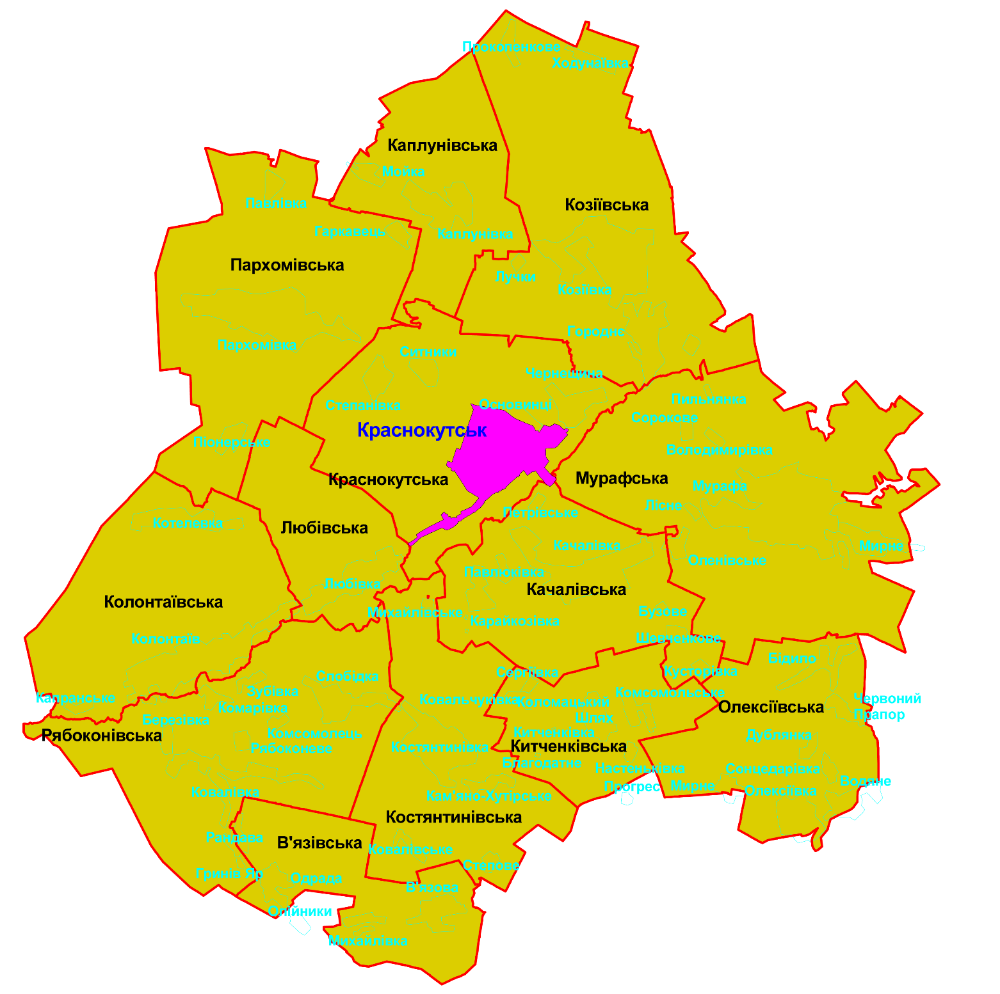 Прокопенкове
Ходунаївка
Каплунівська
Мойка
Павлівка
Козіївська
Гаркавець
Каплунівка
Пархомівська
Лучки
Козіївка
Городнє
Пархомівка
Ситники
Чернещина
Степанівка
Основинці
Пильнянка
Сорокове
Краснокутськ
Піонерське
Володимирівка
Краснокутська
Мурафська
Мурафа
Лісне
Петрівське
Котелевка
Любівська
Качалівка
Мирне
Оленівське
Павлюківка
Любівка
Качалівська
Колонтаївська
Михайлівське
Бузове
Карайкозівка
Колонтаїв
Шевченкове
Бідило
Слобідка
Сергіївка
Кусторівка
Зубівка
Комсомольське
Капранське
Ковальчуківка
Коломацький
Шлях
Червоний
Прапор
Комарівка
Олексіївська
Березівка
Рябоконівська
Комсомолець
Китченківка
Дублянка
Рябоконеве
Костянтинівка
Китченківська
Благодатне
Настеньківка
Сонцедарівка
Прогрес
Мирне
Водяне
Олексіївка
Ковалівка
Кам'яно-Хутірське
Костянтинівська
Рандава
В'язівська
Ковалівське
Степове
Гринів Яр
Одрада
В'язова
Олійники
Михайлівка